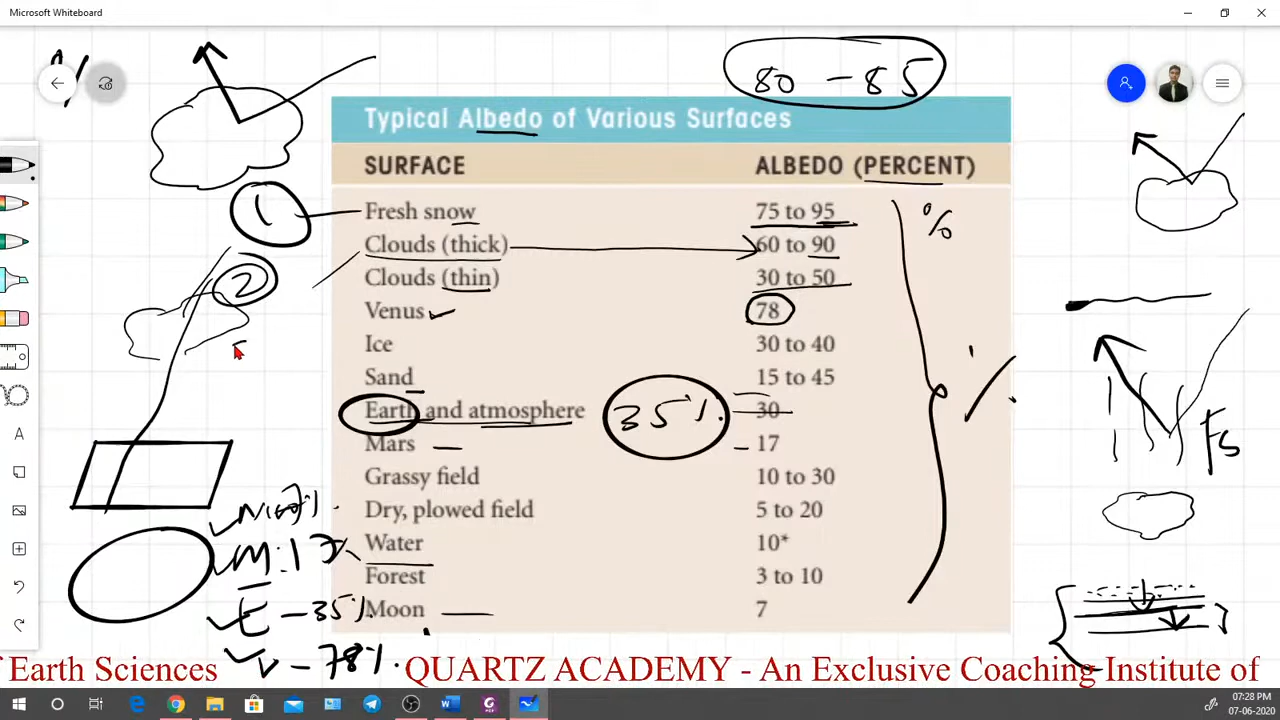 Microsoft Whiteboard
80 - 85
Typical Albedo of Various Surfaces
SURFACE ALBEDO (PERCENT)
1
Fresh snow 75 to 95
%
Clouds (thick) 60 to 90
Clouds (thin) 30 to 50
2
Venus 78
Ice 30 to 40
Sand 15 to 45
Earth and atmosphere 35% 30
%
FS
Mars 17
Grassy field 10 to 30
Dry, plowed field 5 to 20
Water 10*
Forest 3 to 10
E - 35%
Moon 7
V - 78%
f Earth Sciences QUARTZ ACADEMY - An Exclusive Coaching Institute of
07:28 PM
07-06-2020